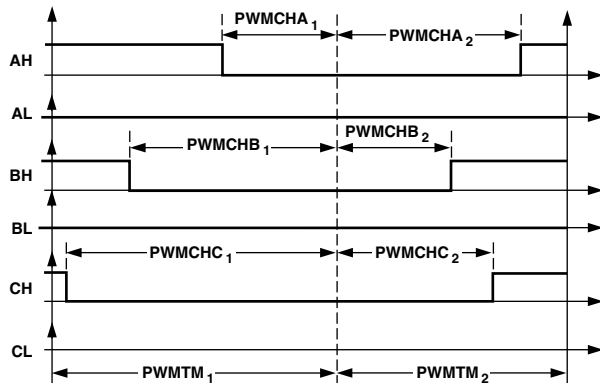 PWMCHA1
PWMCHA2
AH
AL
PWMCHB1
PWMCHB2
BH
BL
PWMCHC1
PWMCHC2
CH
CL
PWMTM1
PWMTM2